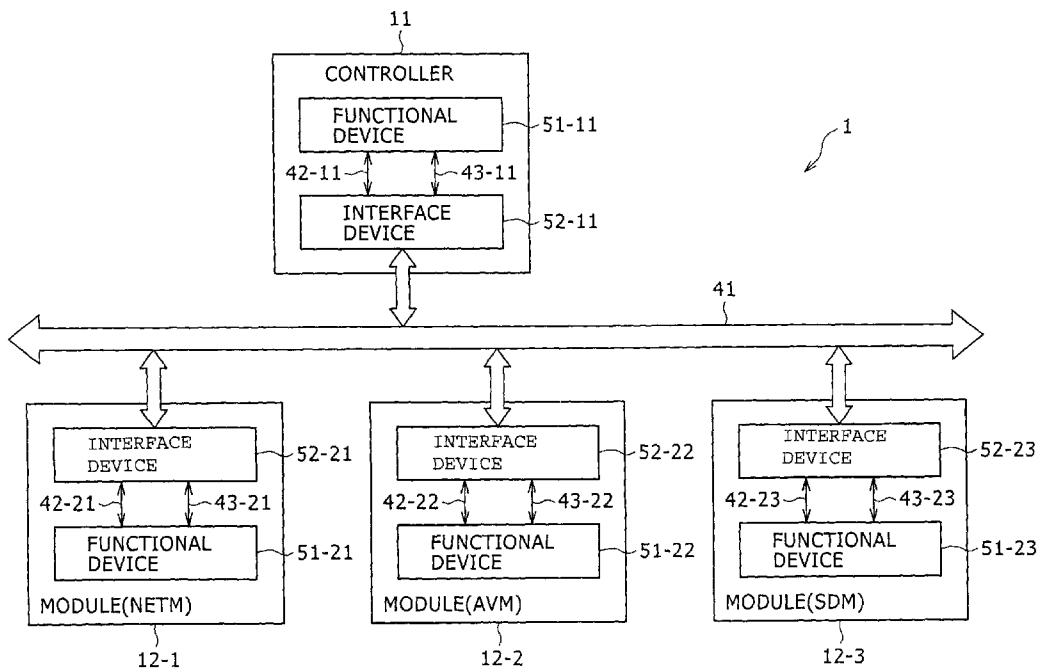 11
CONTROLLER
FUNCTIONAL
DEVICE
51-11
1
42-11
43-11
INTERFACE
DEVICE
52-11
41
INTERFACE
DEVICE
52-21
42-21
43-21
FUNCTIONAL
DEVICE
51-21
MODULE(NETM)
12-1
INTERFACE
DEVICE
52-22
42-22
43-22
FUNCTIONAL
DEVICE
51-22
MODULE(AVM)
12-2
INTERFACE
DEVICE
52-23
42-23
43-23
FUNCTIONAL
DEVICE
51-23
MODULE(SDM)
12-3